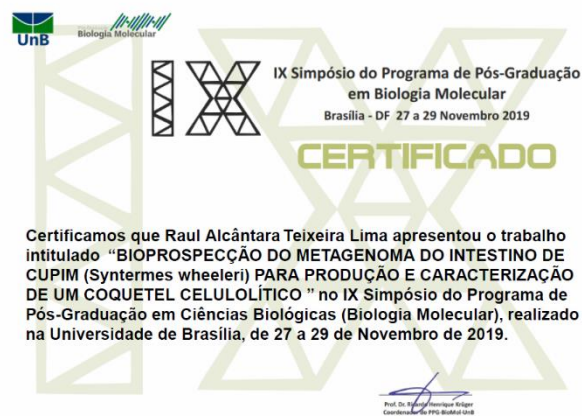 UnB
Biologia Molecular
IX
IX Simpósio do Programa de Pós-Graduação
em Biologia Molecular
Brasília - DF 27 a 29 Novembro 2019
CERTIFICADO
Certificamos que Raul Alcântara Teixeira Lima apresentou o trabalho
intitulado “BIOPROSPECÇÃO DO METAGENOMA DO INTESTINO DE
CUPIM (Syntermes wheeleri) PARA PRODUÇÃO E CARACTERIZAÇÃO
DE UM COQUETEL CELULOLÍTICO ” no IX Simpósio do Programa de
Pós-Graduação em Ciências Biológicas (Biologia Molecular), realizado
na Universidade de Brasília, de 27 a 29 de Novembro de 2019.
Prof. Dr. Ricardo Henrique Krüger
Coordenador do PPG-BioMol-UnB